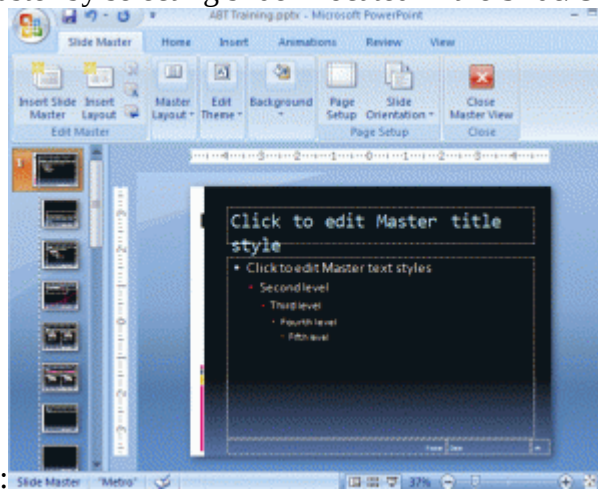 ABT Training.pptx - Microsoft PowerPoint
Slide Master Home Insert Animations Review View
Insert Slide Master Insert Layout Master Layout Edit Theme Background Page Setup Slide Orientation Close Master View
Edit Master Page Setup Close
1
Click to edit Master title
style
Click to edit Master text styles
Second level
Third level
Fourth level
Fifth level
: Slide Master "Metro" 37%